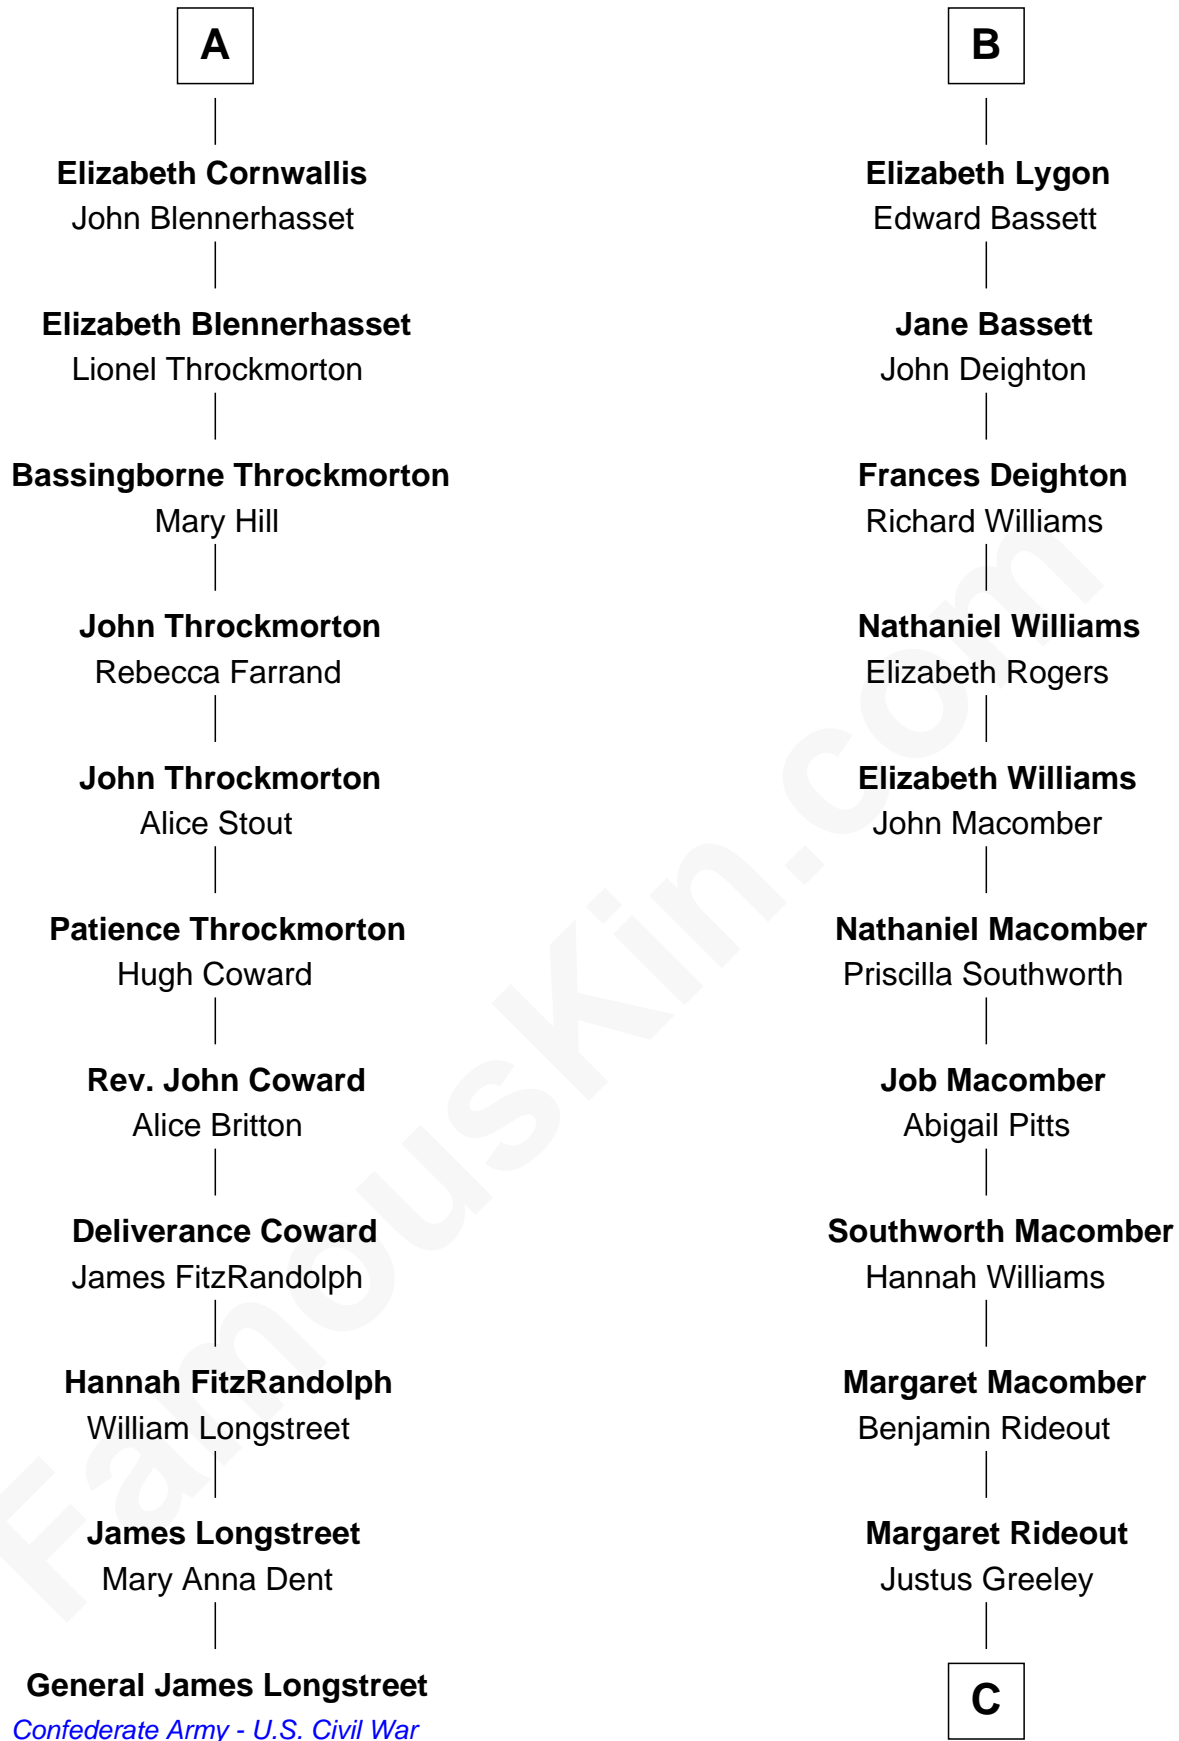 A
Elizabeth Cornwallis
John Blennerhasset
Elizabeth Blennerhasset
Lionel Throckmorton
Bassingborne Throckmorton
Mary Hill
John Throckmorton
Rebecca Farrand
John Throckmorton
Alice Stout
Patience Throckmorton
Hugh Coward
Rev. John Coward
Alice Britton
Deliverance Coward
James FitzRandolph
Hannah FitzRandolph
William Longstreet
James Longstreet
Mary Anna Dent
General James Longstreet
Confederate Army - U.S. Civil War
B
Elizabeth Lygon
Edward Bassett
Jane Bassett
John Deighton
Frances Deighton
Richard Williams
Nathaniel Williams
Elizabeth Rogers
Elizabeth Williams
John Macomber
Nathaniel Macomber
Priscilla Southworth
Job Macomber
Abigail Pitts
Southworth Macomber
Hannah Williams
Margaret Macomber
Benjamin Rideout
Margaret Rideout
Justus Greeley
C
FamousKin.com